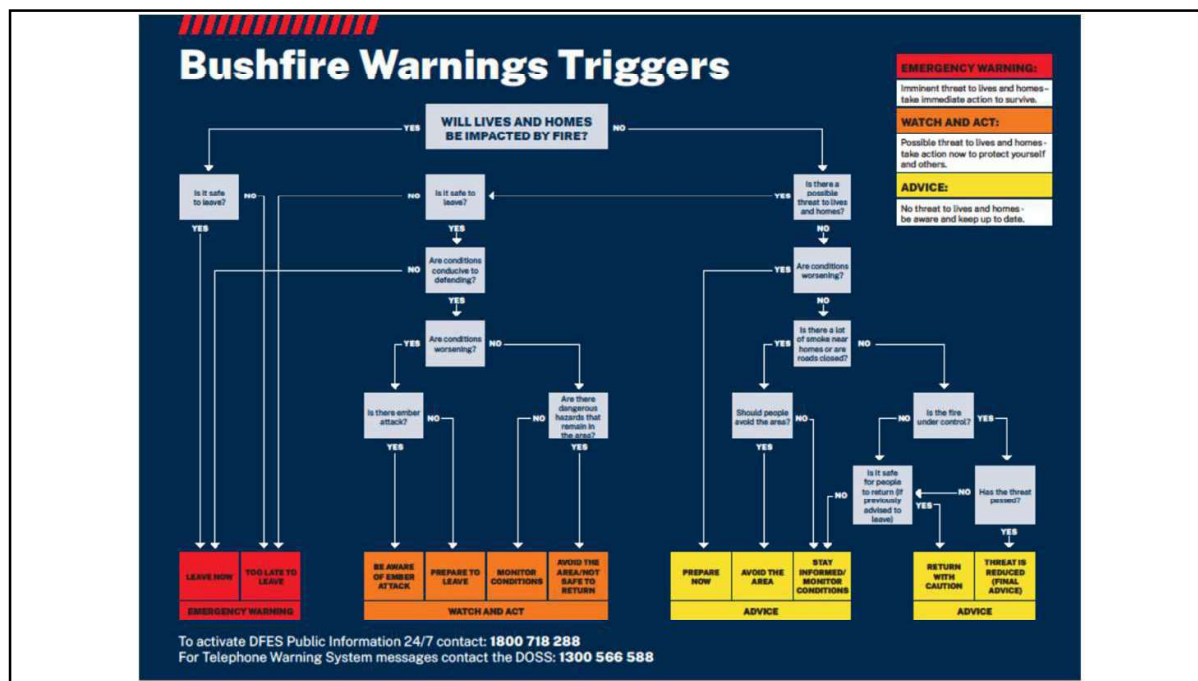 Bushfire Warnings Triggers
EMERGENCY WARNING:
Imminent threat to lives and homes–
take immediate action to survive.
WATCH AND ACT:
Possible threat to lives and homes-
take action now to protect yourself
and others.
ADVICE:
No threat to lives and homes -
be aware and keep up to date.
YES
WILL LIVES AND HOMES
BE IMPACTED BY FIRE?
NO
Is it safe
to leave?
NO
YES
NO
Is it safe to
leave?
YES
YES
Is there a
possible
threat to lives
and homes?
NO
NO
Are conditions
conducive to
defending?
YES
YES
Are conditions
worsening?
NO
YES
Are conditions
worsening?
NO
YES
Is there a lot
of smoke near
homes or are
roads closed?
NO
Is there ember
attack?
NO
YES
NO
Are there
dangerous
hazards that
remain in
the area?
YES
Should people
avoid the area?
NO
YES
NO
Is the fire
under control?
YES
NO
Is it safe
for people
to return (if
previously
advised to
leave)
YES
NO
Has the threat
passed?
YES
LEAVE NOW
TOO LATE TO
LEAVE
EMERGENCY WARNING
BE AWARE
OF EMBER
ATTACK
PREPARE TO
LEAVE
MONITOR
CONDITIONS
AVOID THE
AREA/NOT
SAFE TO
RETURN
WATCH AND ACT
PREPARE
NOW
AVOID THE
AREA
STAY
INFORMED/
MONITOR
CONDITIONS
ADVICE
RETURN
WITH
CAUTION
THREAT IS
REDUCED
(FINAL
ADVICE)
ADVICE
To activate DFES Public Information 24/7 contact: 1800 718 288
For Telephone Warning System messages contact the DOSS: 1300 566 588